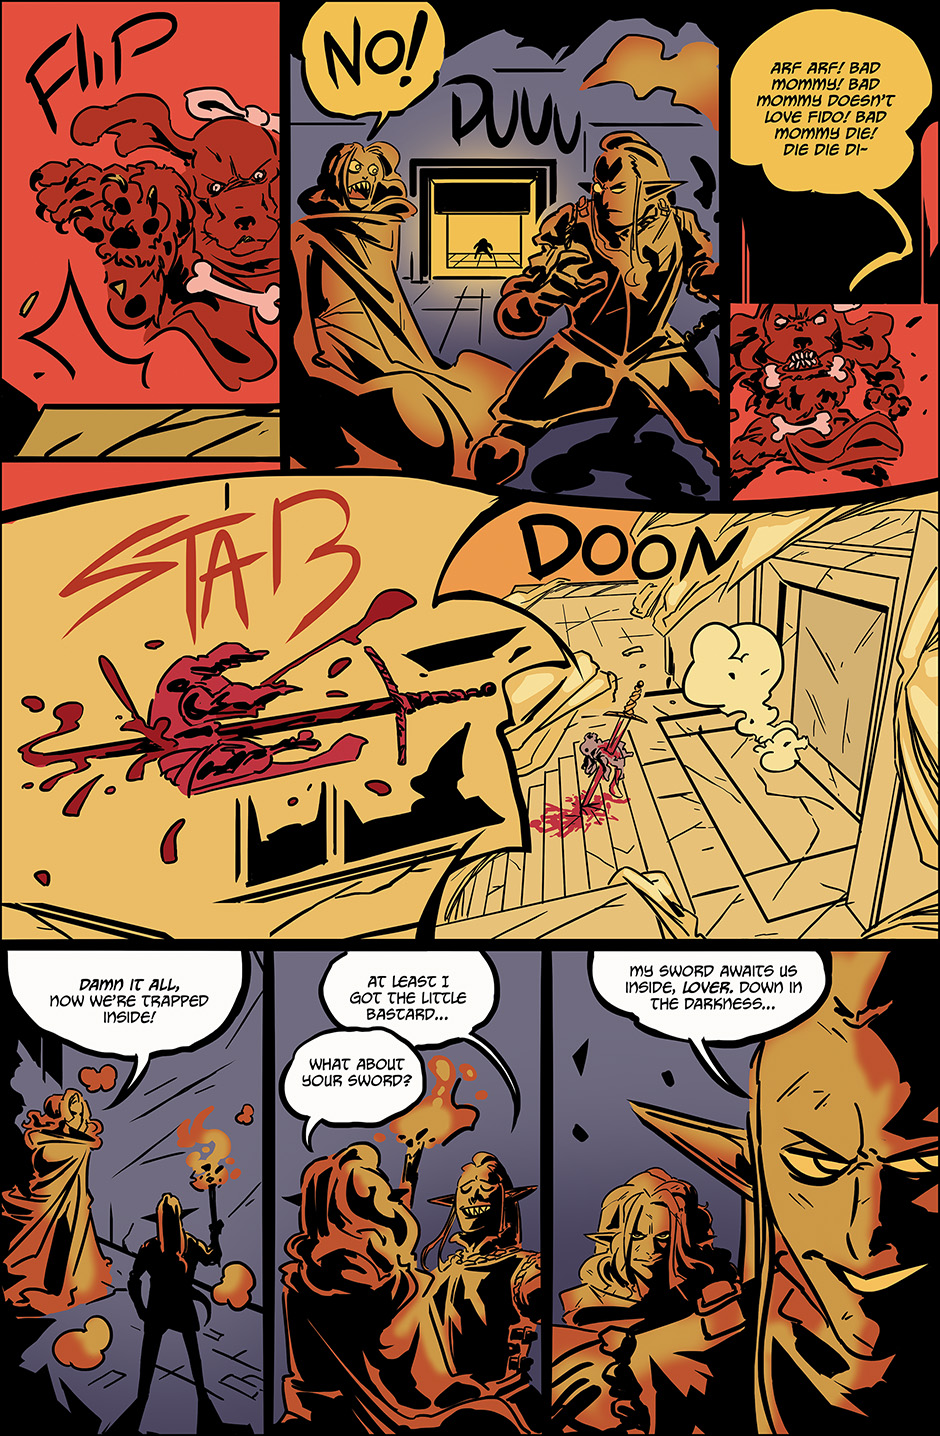 FLIP
NO!
DUUU
ARF ARF! BAD
MOMMY! BAD
MOMMY DOESN'T
LOVE FIDO! BAD
MOMMY DIE!
DIE DIE DI~
STAB
DOON
DAMN IT ALL,
NOW WE'RE TRAPPED
INSIDE!
AT LEAST I
GOT THE LITTLE
BASTARD...
WHAT ABOUT
YOUR SWORD?
MY SWORD AWAITS US
INSIDE, LOVER. DOWN IN
THE DARKNESS...